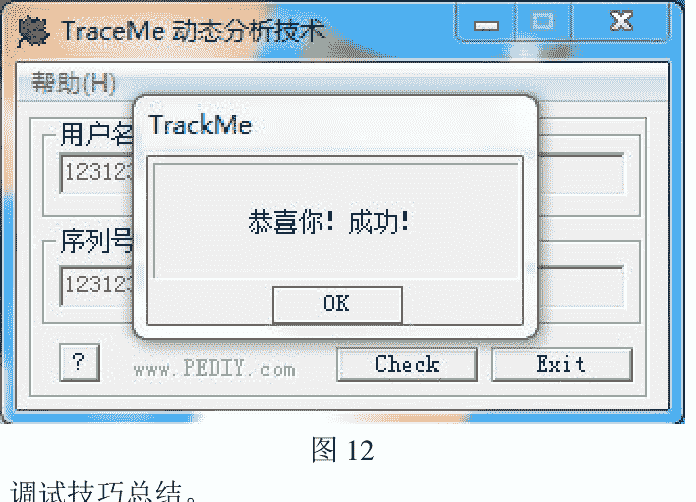 TraceMe 动态分析技术
帮助(H)
TrackMe
用户名
123123
恭喜你！成功！
序列号
123123
OK
?
www.PEDIY.com
Check
Exit
图 12
调试技巧总结。